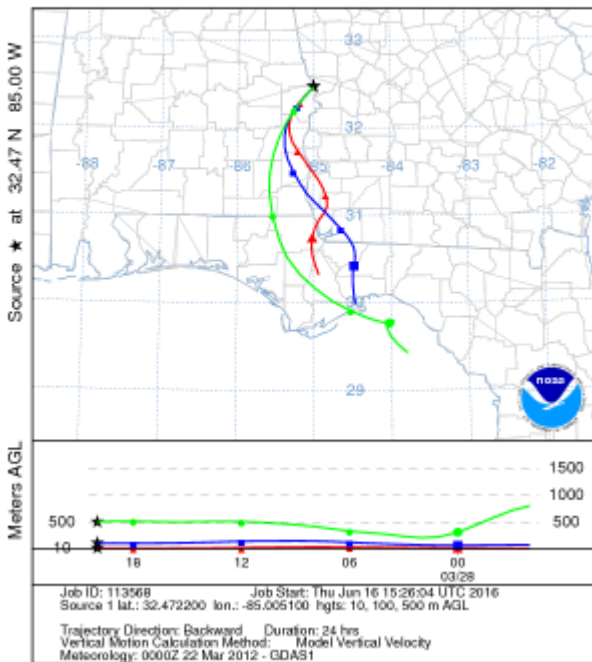 Source ★ at 32.47 N 85.00 W
33
32
-88
-86
-85
-84
-82
31
29
noaa
Meters AGL
1500
1000
500
500
10
18
12
06
00
03/28
Job ID: 113568 Job Start: Thu Jun 16 15:26:04 UTC 2016
Source 1 lat.: 32.472200 lon.: -85.005100 hgts: 10, 100, 500 m AGL
Trajectory Direction: Backward Duration: 24 hrs
Vertical Motion Calculation Method: Model Vertical Velocity
Meteorology: 0000Z 22 Mar 2012 - GDAS1